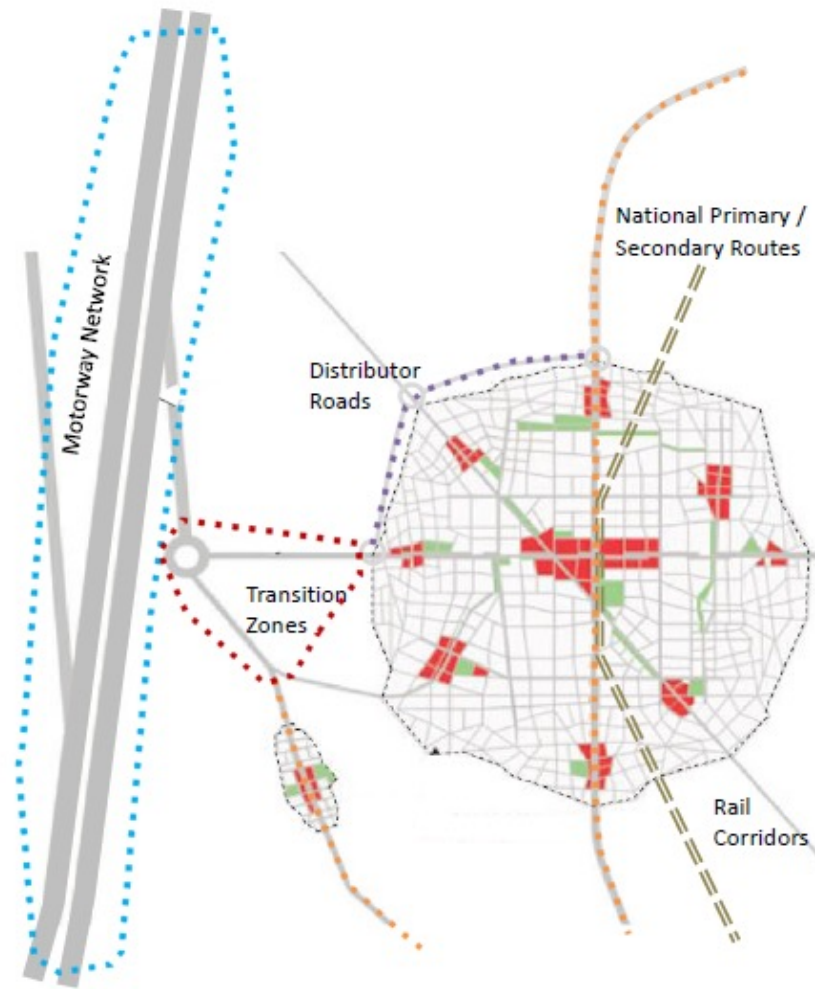 National Primary /
Secondary Routes
Motorway Network
Distributor
Roads
Transition
Zones
Rail
Corridors